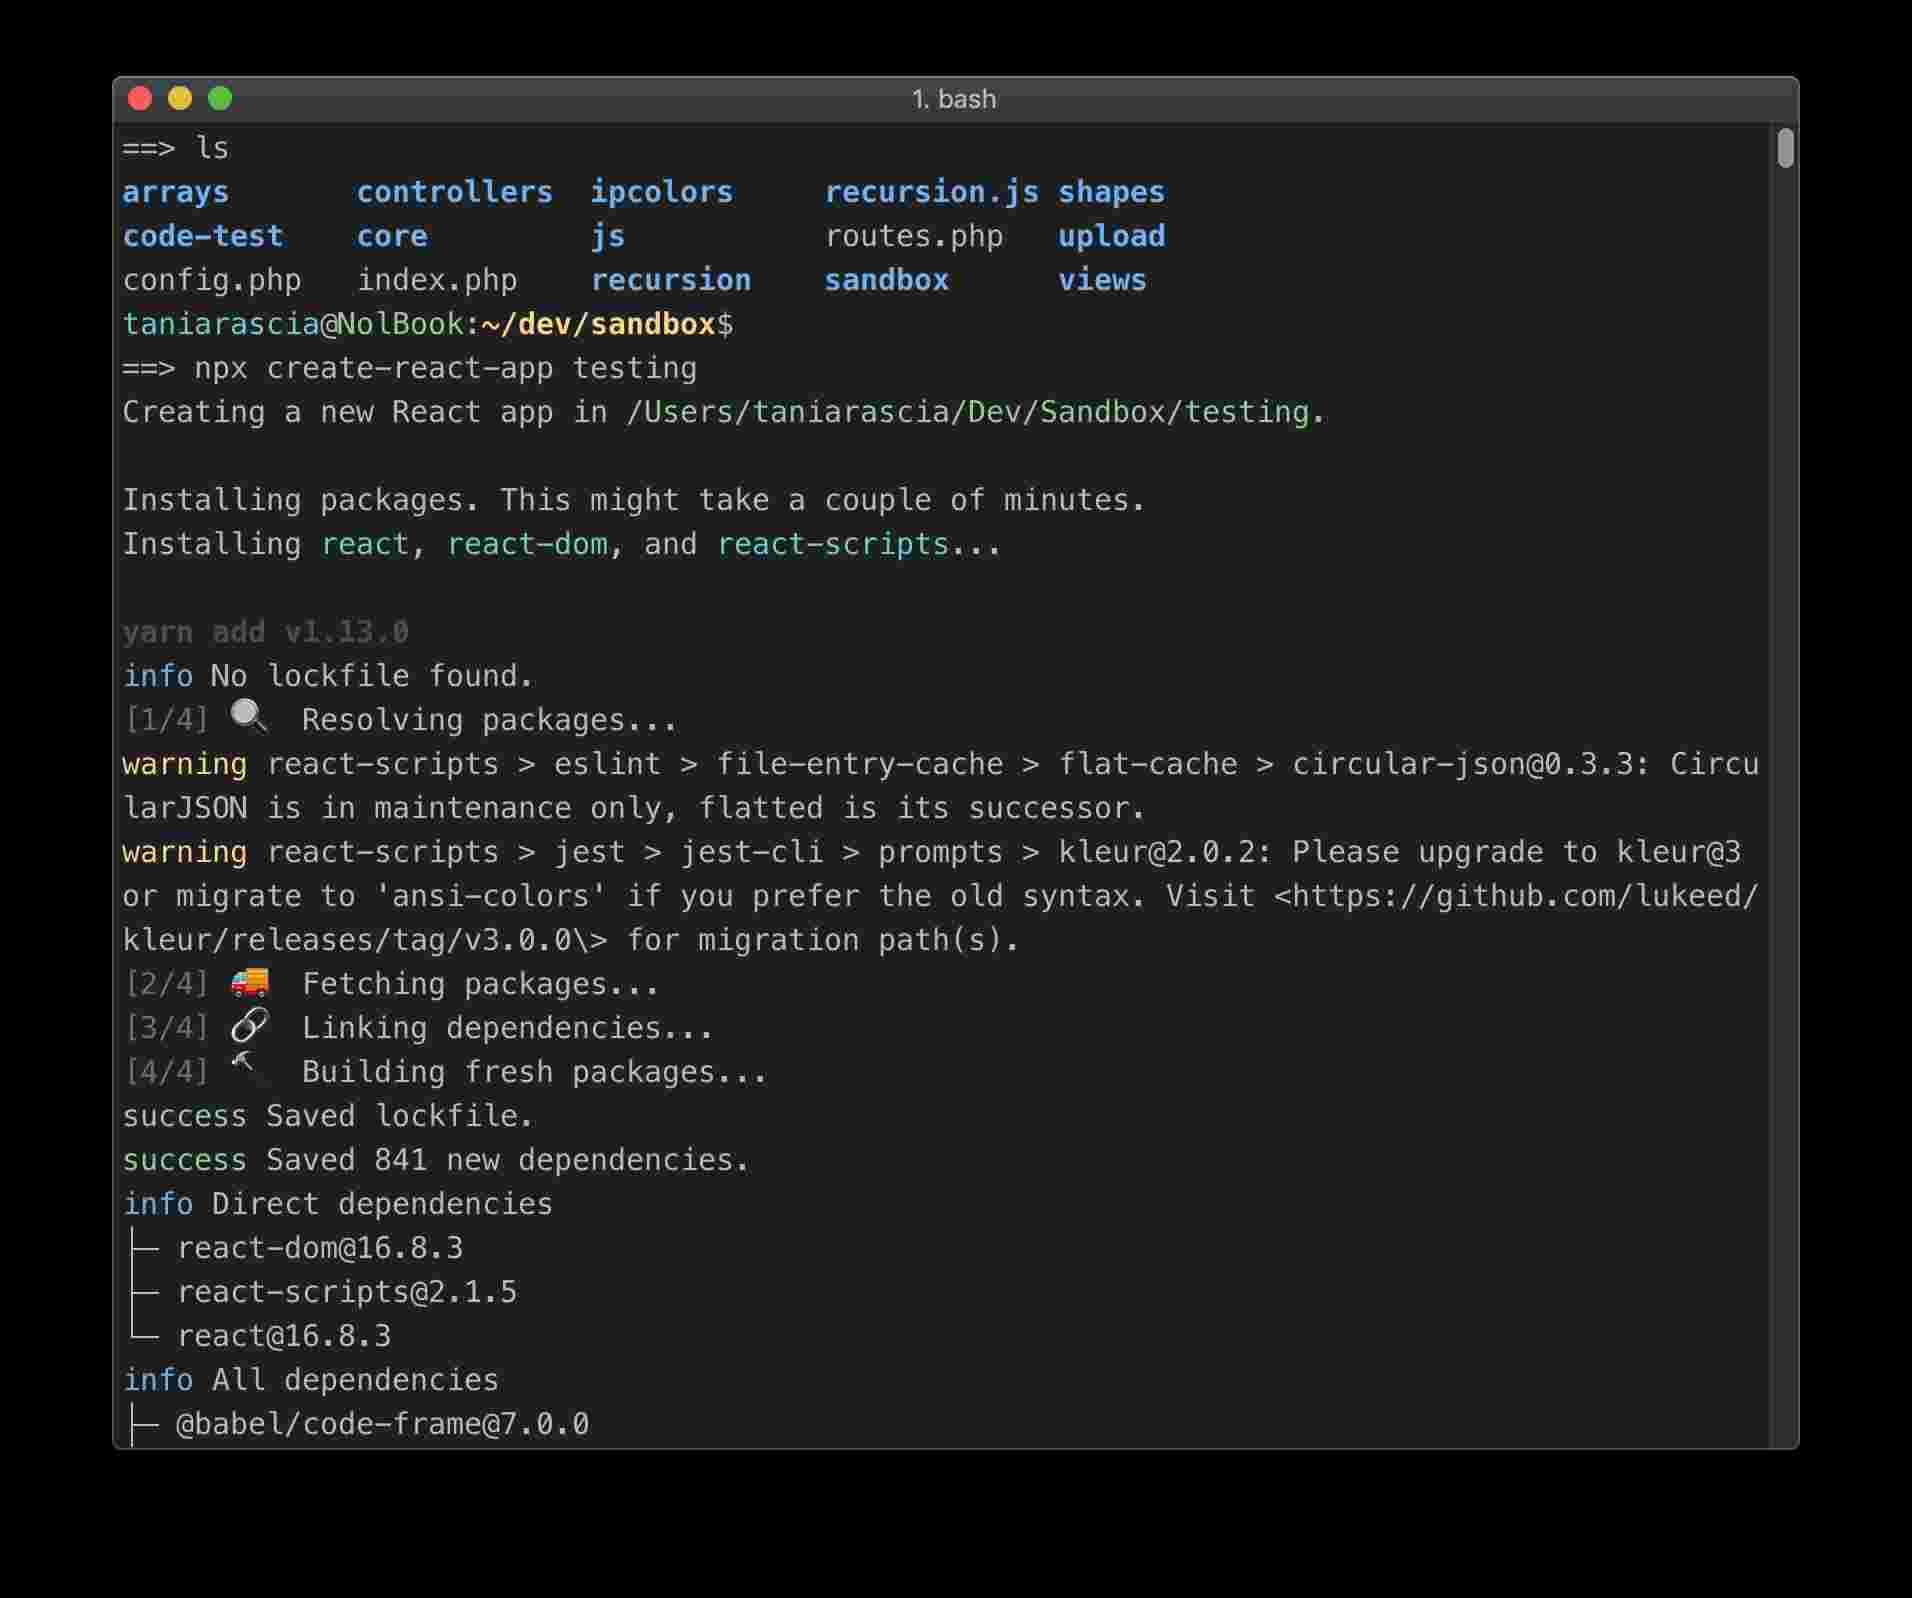 1. bash
==> ls
arrays controllers ipcolors recursion.js shapes
code-test core js routes.php upload
config.php index.php recursion sandbox views
taniarascia@NolBook:~/dev/sandbox$
==> npx create-react-app testing
Creating a new React app in /Users/taniarascia/Dev/Sandbox/testing.
Installing packages. This might take a couple of minutes.
Installing react, react-dom, and react-scripts...
yarn add v1.13.0
info No lockfile found.
[1/4] 🔍 Resolving packages...
warning react-scripts > eslint > file-entry-cache > flat-cache > circular-json@0.3.3: Circu
larJSON is in maintenance only, flatted is its successor.
warning react-scripts > jest > jest-cli > prompts > kleur@2.0.2: Please upgrade to kleur@3
or migrate to 'ansi-colors' if you prefer the old syntax. Visit <https://github.com/lukeed/
kleur/releases/tag/v3.0.0\> for migration path(s).
[2/4] 🚚 Fetching packages...
[3/4] 🔗 Linking dependencies...
[4/4] 🔨 Building fresh packages...
success Saved lockfile.
success Saved 841 new dependencies.
info Direct dependencies
├─ react-dom@16.8.3
├─ react-scripts@2.1.5
└─ react@16.8.3
info All dependencies
├─ @babel/code-frame@7.0.0